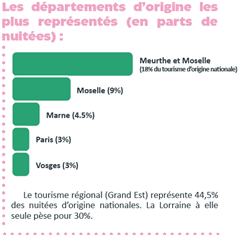 Les départements d'origine les
plus représentés (en parts de
nuitées) :
Meurthe et Moselle
(18% du tourisme d'origine nationale)
Moselle (9%)
Marne (4.5%)
Paris (3%)
Vosges (3%)
Le tourisme régional (Grand Est) représente 44,5%
des nuitées d'origine nationales. La Lorraine à elle
seule pèse pour 30%.